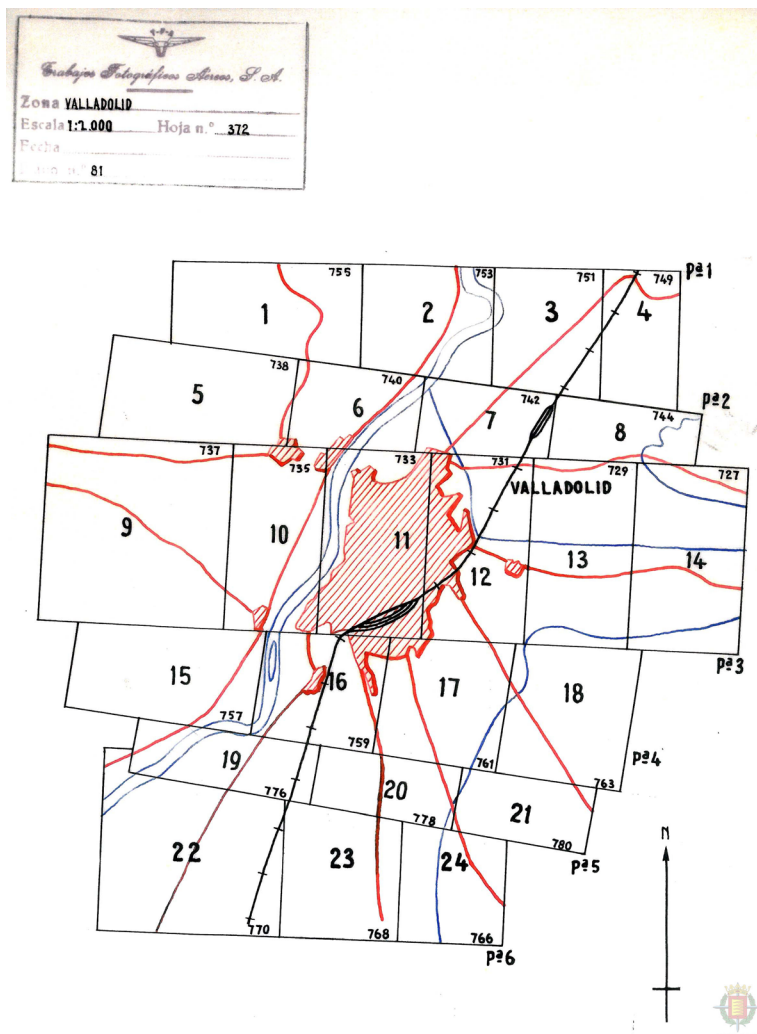 T-F-A
Trabajos Fotográficos Aéreos, S. A.
Zona VALLADOLID
Escala 1:2.000 Hoja n.° 372
Fecha
n.° 81
755 753 751 749 Pª1
1 2 3 4
738 740 742 744 Pª2
5 6 7 8
737 735 733 731 729 727
VALLADOLID
9 10 11 12 13 14
Pª3
15 16 17 18
757 759 761 763 Pª4
19 20 21
776 778 780 Pª5
22 23 24
770 768 766
Pª6
N